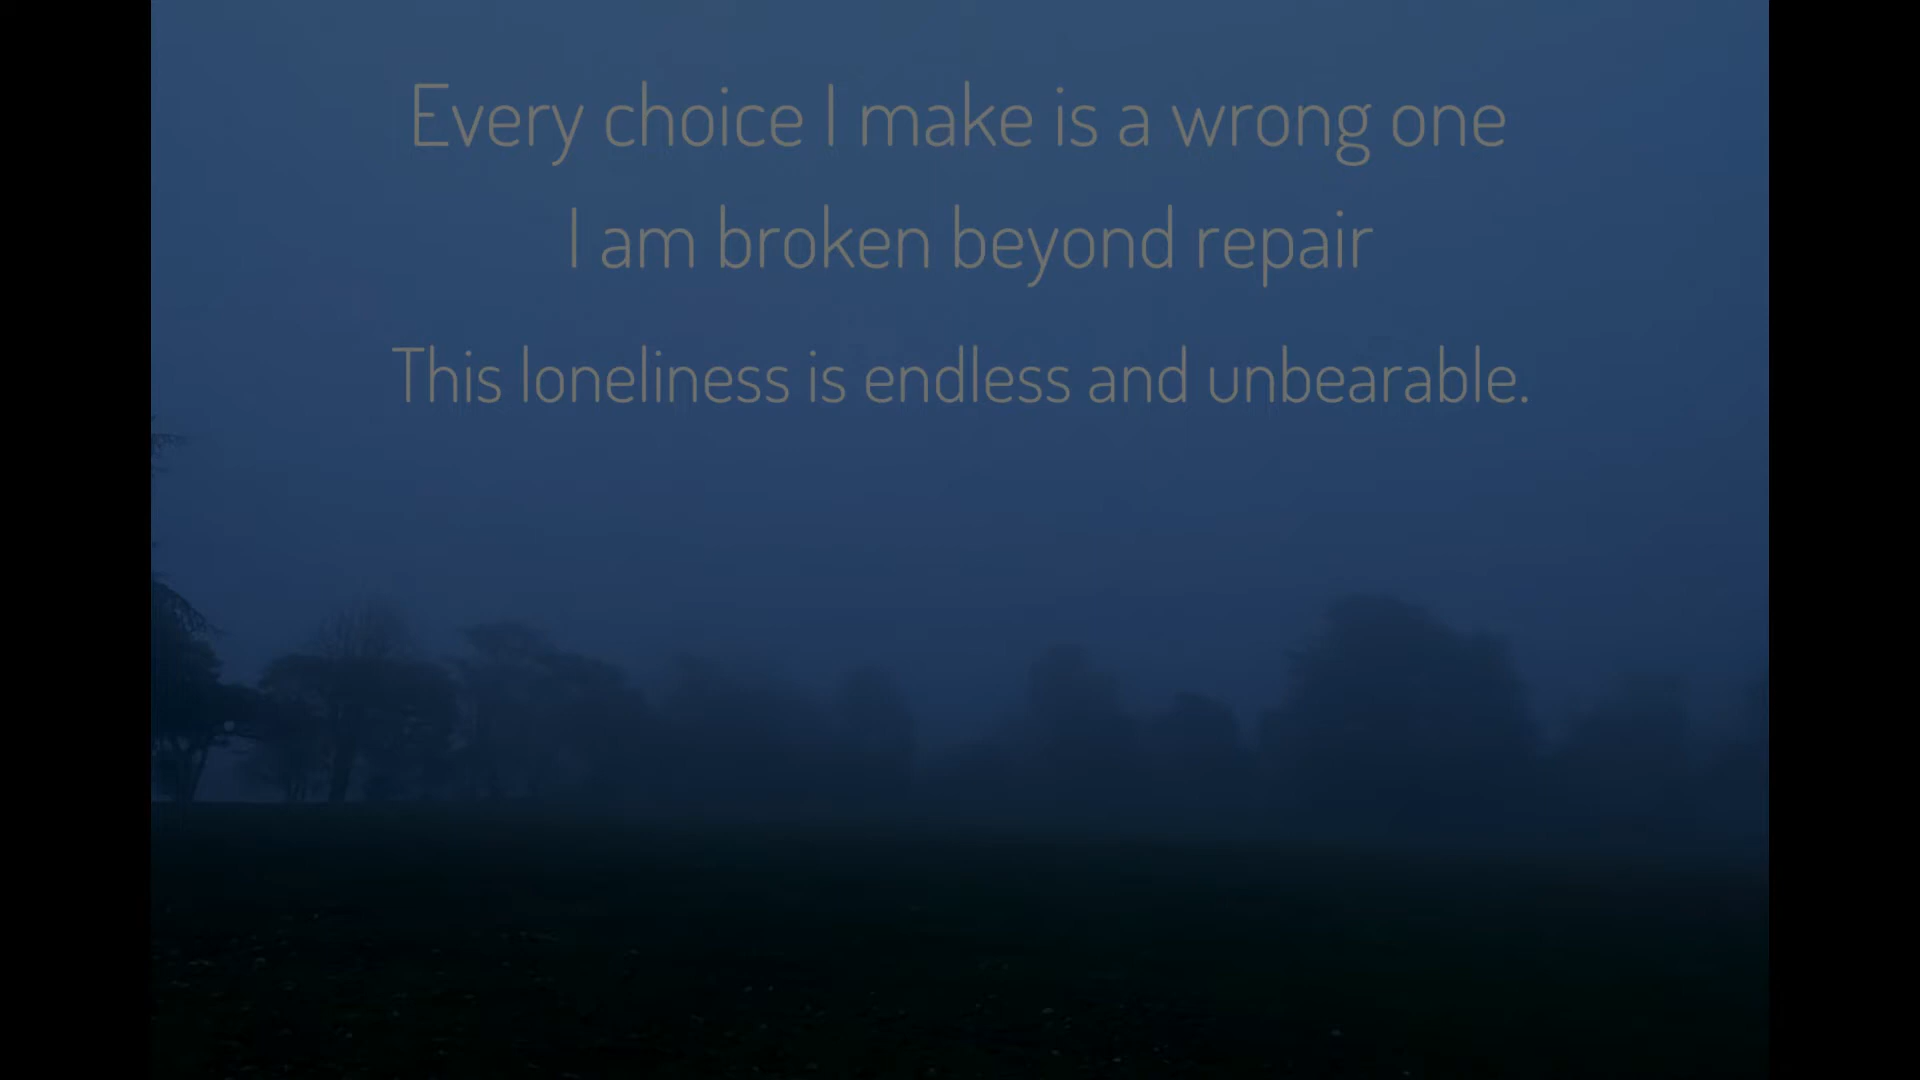 Every choice I make is a wrong one
I am broken beyond repair
This loneliness is endless and unbearable.